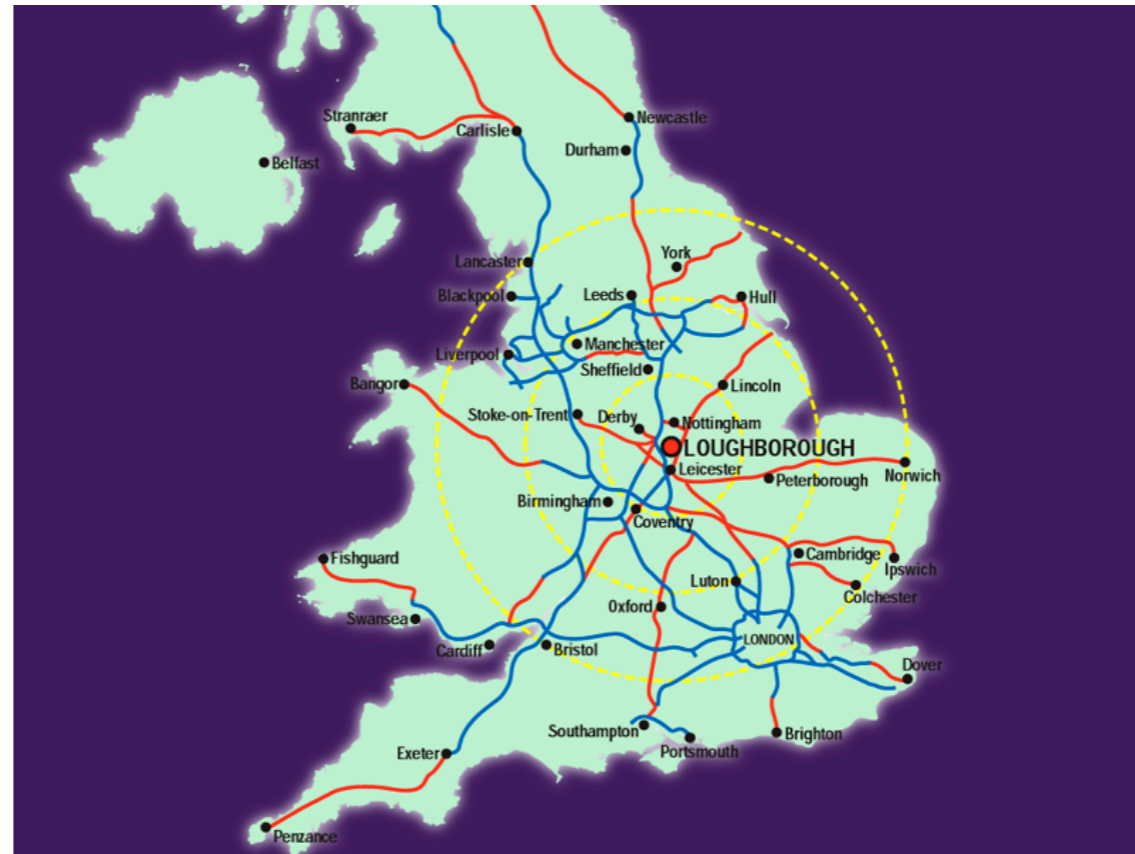 Stranraer
Newcastle
Carlisle
Durham
Belfast
York
Lancaster
Blackpool
Leeds
Hull
Manchester
Liverpool
Sheffield
Bangor
Lincoln
Stoke-on-Trent
Derby
Nottingham
LOUGHBOROUGH
Leicester
Norwich
Peterborough
Birmingham
Coventry
Fishguard
Cambridge
Ipswich
Luton
Colchester
Oxford
Swansea
LONDON
Cardiff
Bristol
Dover
Southampton
Brighton
Portsmouth
Exeter
Penzance